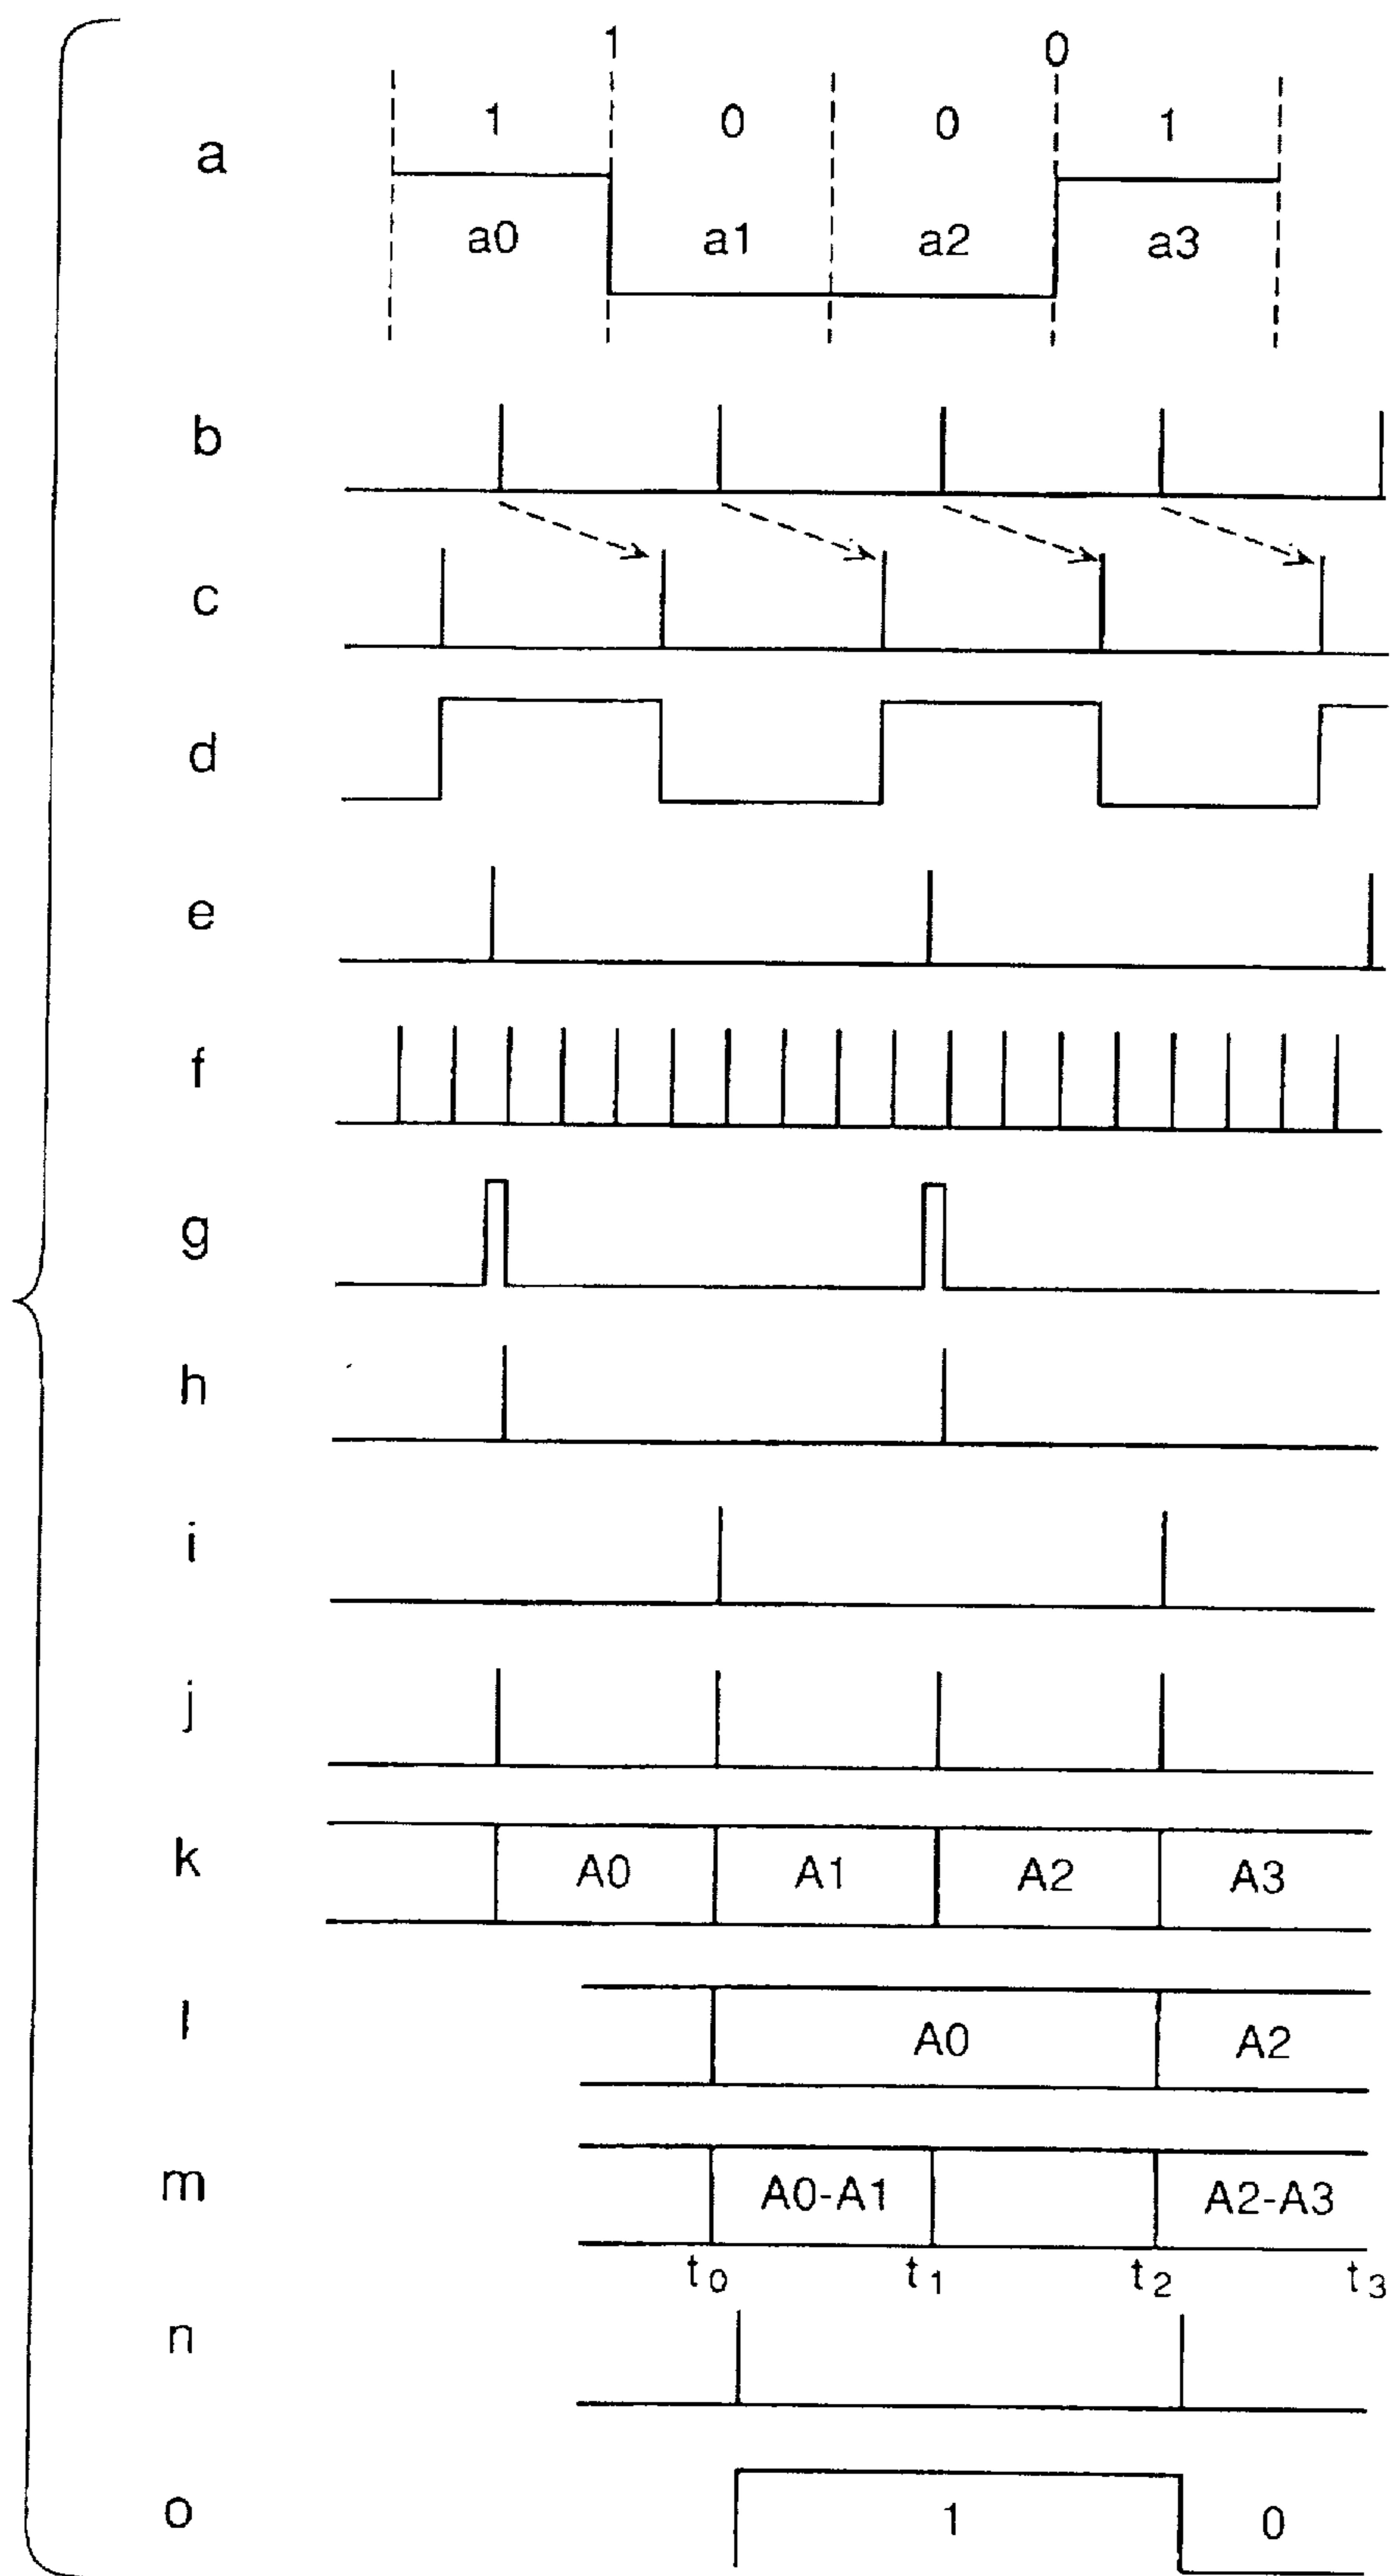 1 0
1 0 0 1
a
a0 a1 a2 a3
b
c
d
e
f
g
h
i
j
k A0 A1 A2 A3
l A0 A2
m A0-A1 A2-A3
t0 t1 t2 t3
n
o 1 0